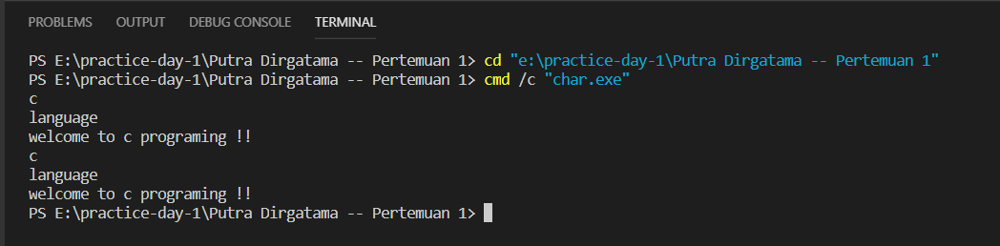 PROBLEMS OUTPUT DEBUG CONSOLE TERMINAL
PS E:\practice-day-1\Putra Dirgatama -- Pertemuan 1> cd "e:\practice-day-1\Putra Dirgatama -- Pertemuan 1"
PS E:\practice-day-1\Putra Dirgatama -- Pertemuan 1> cmd /c "char.exe"
c
language
welcome to c programing !!
c
language
welcome to c programing !!
PS E:\practice-day-1\Putra Dirgatama -- Pertemuan 1>